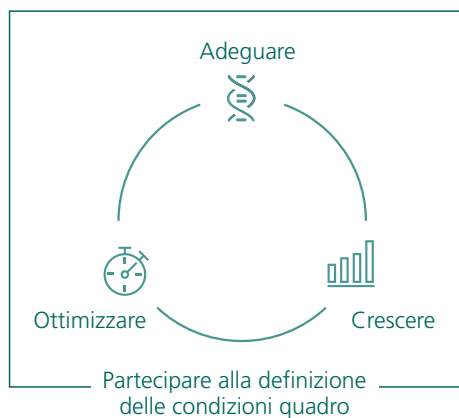 Adeguare
Ottimizzare
Crescere
Partecipare alla definizione
delle condizioni quadro